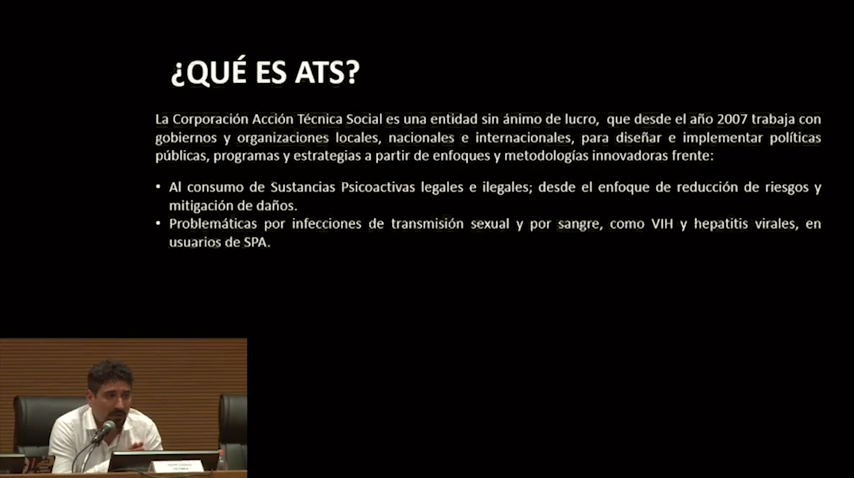 ¿QUÉ ES ATS?
La Corporación Acción Técnica Social es una entidad sin ánimo de lucro, que desde el año 2007 trabaja con
gobiernos y organizaciones locales, nacionales e internacionales, para diseñar e implementar políticas
públicas, programas y estrategias a partir de enfoques y metodologías innovadoras frente:
• Al consumo de Sustancias Psicoactivas legales e ilegales; desde el enfoque de reducción de riesgos y
mitigación de daños.
• Problemáticas por infecciones de transmisión sexual y por sangre, como VIH y hepatitis virales, en
usuarios de SPA.